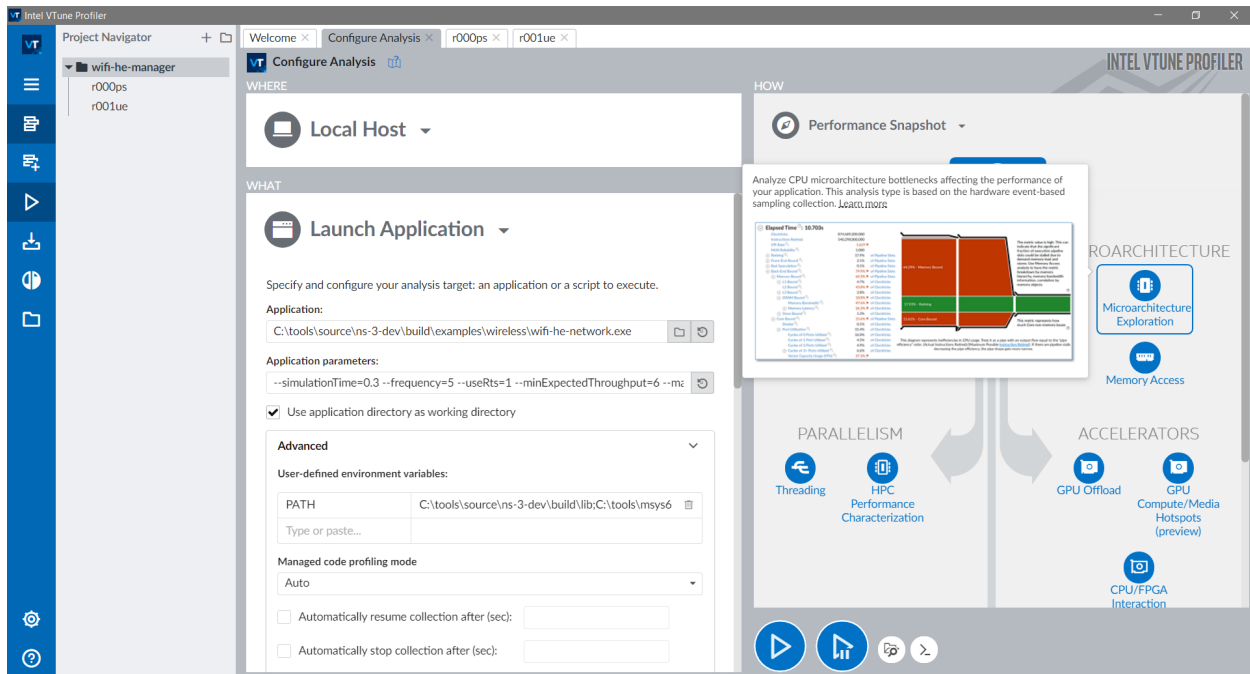 Intel VTune Profiler
Project Navigator
wifi-he-manager
r000ps
r001ue
Welcome
Configure Analysis
r000ps
r001ue
Configure Analysis
INTEL VTUNE PROFILER
WHERE
Local Host
WHAT
Launch Application
Specify and configure your analysis target: an application or a script to execute.
Application:
C:\tools\source\ns-3-dev\build\examples\wireless\wifi-he-network.exe
Application parameters:
--simulationTime=0.3 --frequency=5 --useRts=1 --minExpectedThroughput=6 --ma
Use application directory as working directory
Advanced
User-defined environment variables:
PATH
C:\tools\source\ns-3-dev\build\lib;C:\tools\msys6
Type or paste...
Managed code profiling mode
Auto
Automatically resume collection after (sec):
Automatically stop collection after (sec):
HOW
Performance Snapshot
Analyze CPU microarchitecture bottlenecks affecting the performance of
your application. This analysis type is based on the hardware event-based
sampling collection. Learn more
Elapsed Time: 10.703s
ROARCHITECTURE
Microarchitecture
Exploration
Memory Access
PARALLELISM
Threading
HPC
Performance
Characterization
ACCELERATORS
GPU Offload
GPU
Compute/Media
Hotspots
(preview)
CPU/FPGA
Interaction